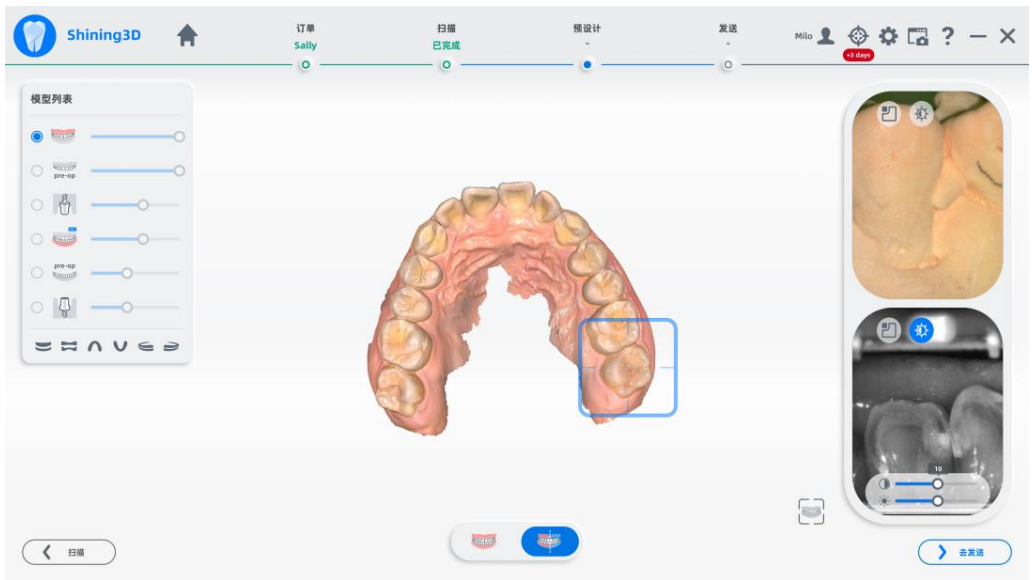 Shining3D
订单
Sally
扫描
已完成
预设计
-
发送
-
Milo
+3 days
模型列表
pre-op
pre-op
10
扫描
去发送